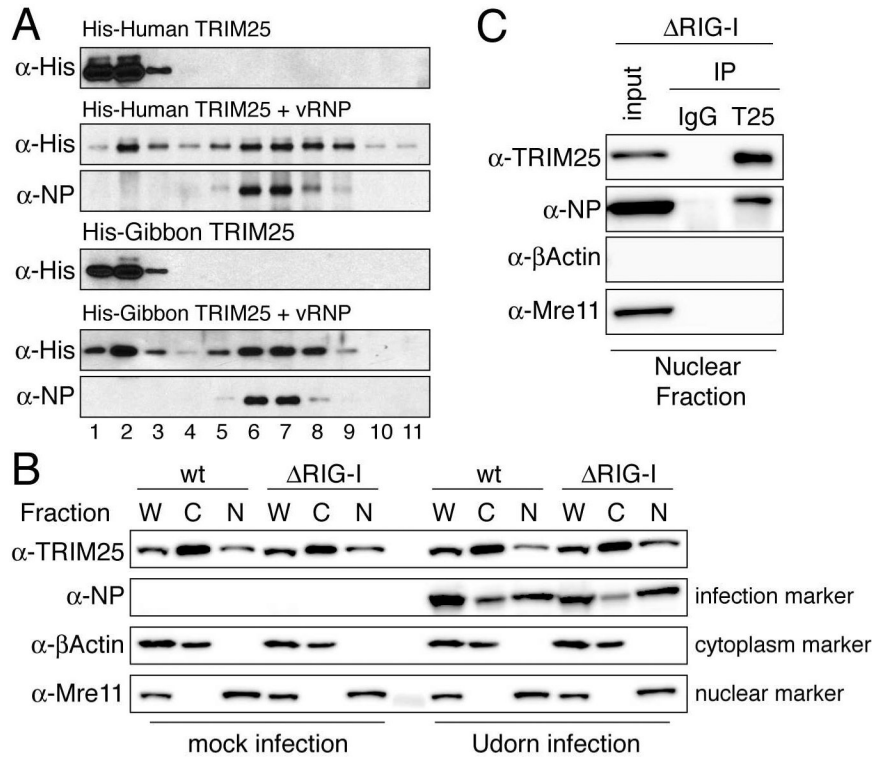 A
His-Human TRIM25
α-His
His-Human TRIM25 + vRNP
α-His
α-NP
His-Gibbon TRIM25
α-His
His-Gibbon TRIM25 + vRNP
α-His
α-NP
1 2 3 4 5 6 7 8 9 10 11
C
ΔRIG-I
IP
input IgG T25
α-TRIM25
α-NP
α-βActin
α-Mre11
Nuclear
Fraction
B
wt ΔRIG-I wt ΔRIG-I
Fraction W C N W C N W C N W C N
α-TRIM25
α-NP infection marker
α-βActin cytoplasm marker
α-Mre11 nuclear marker
mock infection Udorn infection